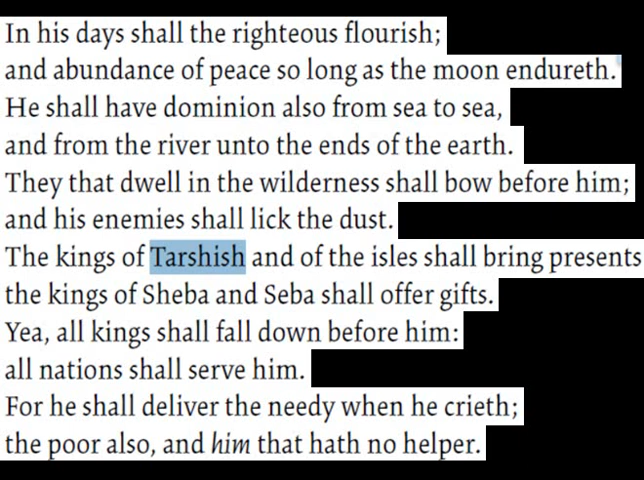 In his days shall the righteous flourish;
and abundance of peace so long as the moon endureth.
He shall have dominion also from sea to sea,
and from the river unto the ends of the earth.
They that dwell in the wilderness shall bow before him;
and his enemies shall lick the dust.
The kings of Tarshish and of the isles shall bring presents
the kings of Sheba and Seba shall offer gifts.
Yea, all kings shall fall down before him:
all nations shall serve him.
For he shall deliver the needy when he crieth;
the poor also, and him that hath no helper.